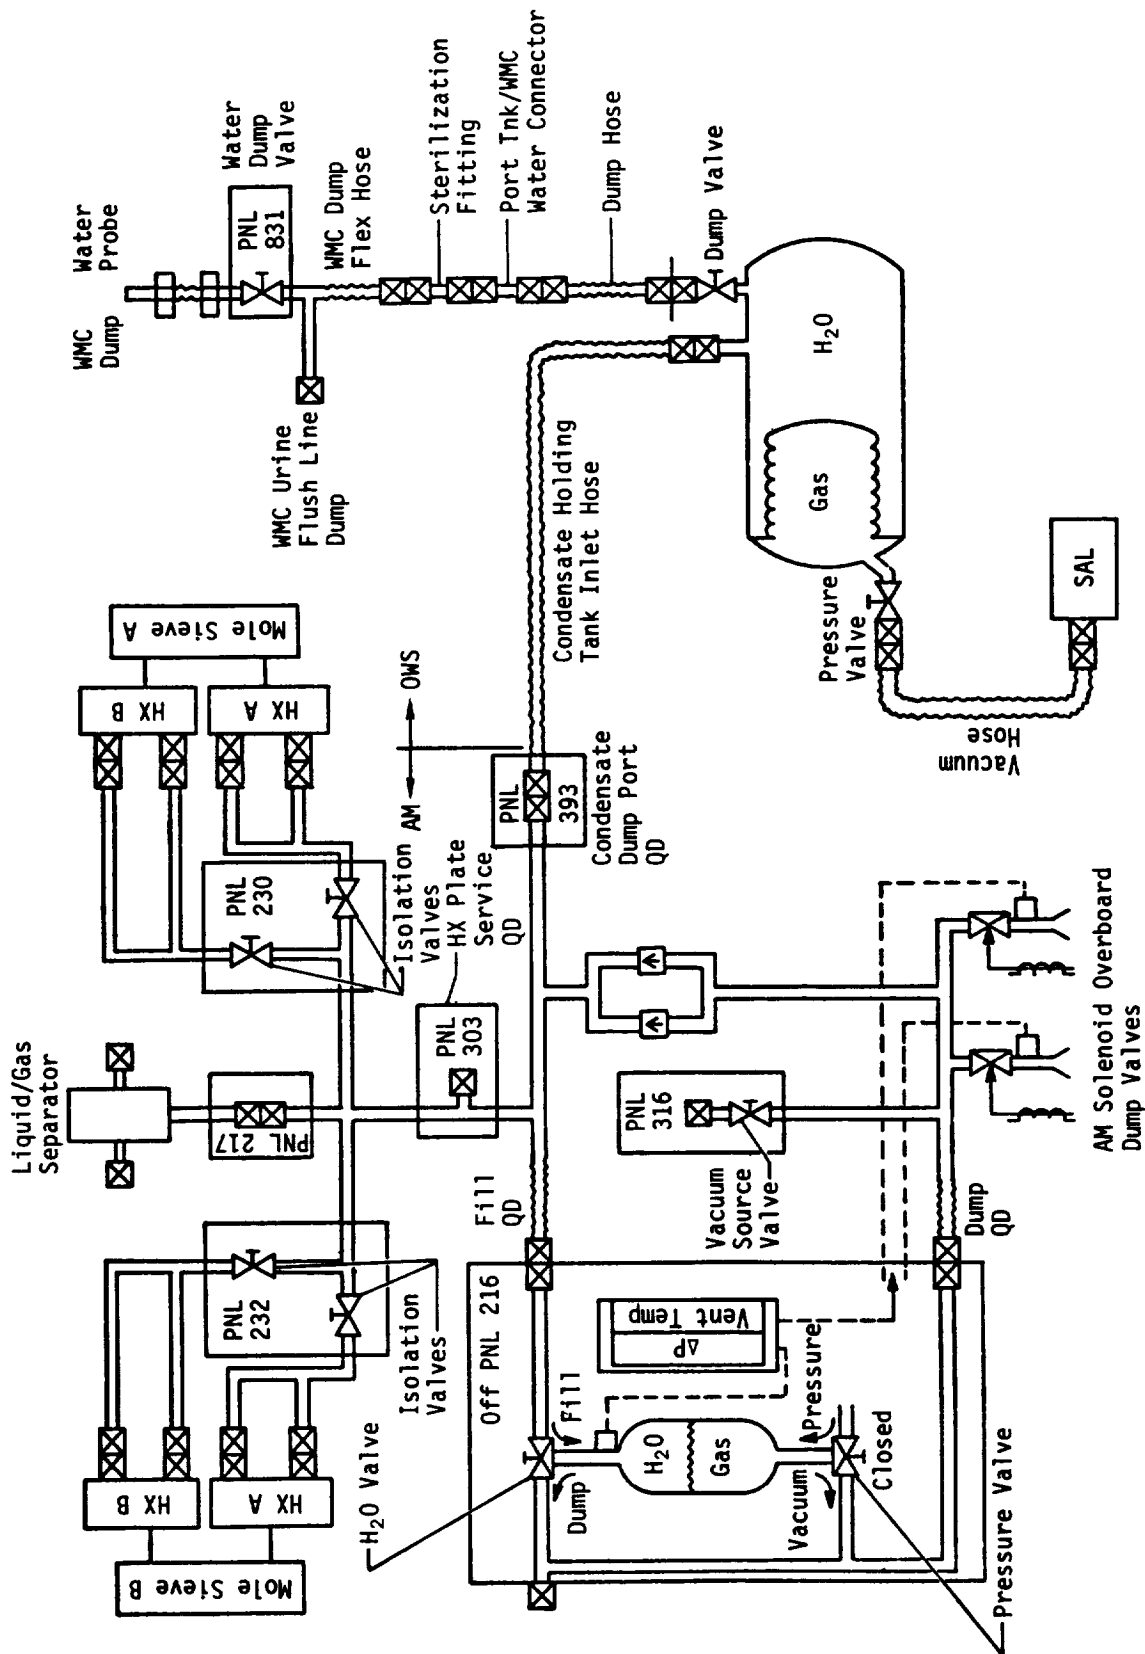 Liquid/Gas
Separator
WMC
Dump
Water
Probe
Water
Dump
Valve
PNL
831
WMC Urine
Flush Line
Dump
WMC Dump
Flex Hose
Sterilization
Fitting
Port Tnk/WMC
Water Connector
Dump Hose
Dump Valve
Mole Sieve B
HX B
HX A
PNL
232
PNL 217
PNL
230
HX B
HX A
Mole Sieve A
Isolation
Valves
Isolation
Valves
AM
OWS
HX Plate
Service
QD
PNL
303
H₂O Valve
Off PNL 216
Fill
QD
PNL
393
Condensate
Dump Port
QD
Condensate Holding
Tank Inlet Hose
H₂O
Gas
Pressure
Valve
Vacuum
Hose
SAL
Dump
Fill
H₂O
Gas
Vacuum
Pressure
Closed
ΔP
Vent Temp
PNL
316
Vacuum
Source
Valve
Dump
QD
Pressure Valve
AM Solenoid Overboard
Dump Valves